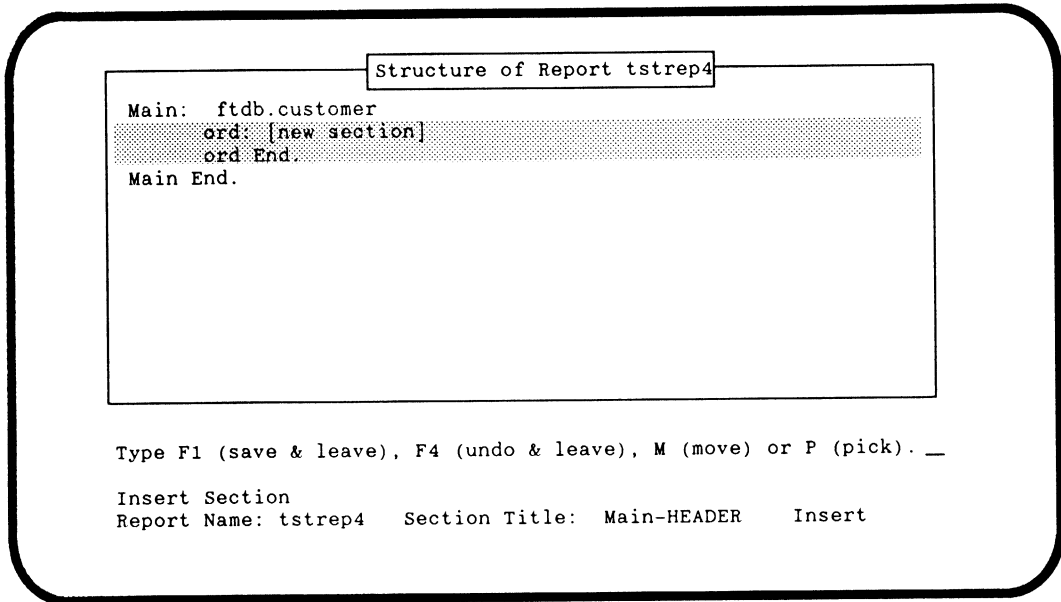 Structure of Report tstrep4
Main: ftdb.customer
ord: [new section]
ord End.
Main End.
Type F1 (save & leave), F4 (undo & leave), M (move) or P (pick). __
Insert Section
Report Name: tstrep4 Section Title: Main-HEADER Insert